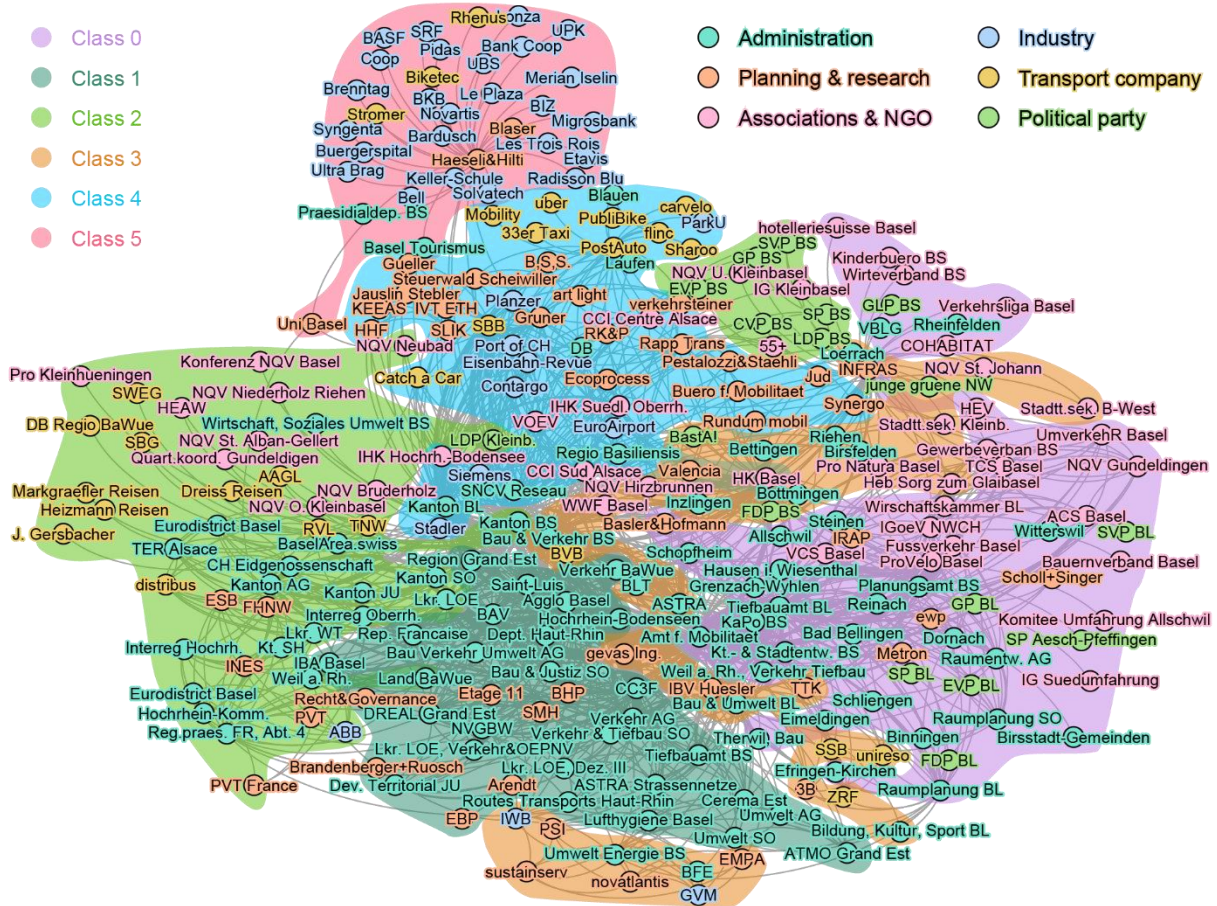 Class 0
Class 1
Class 2
Class 3
Class 4
Class 5
Administration
Planning & research
Associations & NGO
Industry
Transport company
Political party
Rhenus
Lonza
UPK
BASF
SRF
Pidas
Coop
Bank Coop
UBS
Biketec
Merian Iselin
Brenntag
BKB
Le Plaza
BIZ
Stromer
Novartis
Migrosbank
Syngenta
Bardusch
Blaser
Les Trois Rois
Buergerspital
Haeseli&Hilti
Etavis
Ultra Brag
Keller-Schule
Radisson Blu
Bell
Solvatech
Blauen
Praesidialdep. BS
Mobility
uber
PubliBike
carvelo
33er Taxi
flinc
ParkU
Basel Tourismus
PostAuto
Sharoo
Laufen
hotelleriesuisse Basel
SVP BS
GP BS
Kinderbuero BS
Wirteverband BS
Gueller
B,S,S.
Steuerwald Scheiwiller
NQV U. Kleinbasel
EVP BS
IG Kleinbasel
verkehrsteiner
Jauslin Stebler
Planzer
art light
KEEAS
IVT ETH
Gruner
CCI Centre Alsace
SP BS
GLP BS
Verkehrsliga Basel
Uni Basel
HHF
SLIK
SBB
RK&P
CVP BS
LDP BS
VBLG
Rheinfelden
NQV Neubad
Port of CH
DB
Rapp Trans
55+
Loerrach
COHABITAT
Konferenz NQV Basel
Eisenbahn-Revue
Pestalozzi&Staehli
INFRAS
NQV St. Johann
Pro Kleinhueningen
Catch a Car
Contargo
Ecoprocess
Jud
junge gruene NW
SWEG
NQV Niederholz Riehen
Buero f. Mobilitaet
Synergo
HEAW
IHK Suedl. Oberrh.
HEV
Stadtt.sek. B-West
DB Regio BaWue
Wirtschaft, Soziales Umwelt BS
VOEV
EuroAirport
Rundum mobil
Stadtt.sek. Kleinb.
SBG
NQV St. Alban-Gellert
LDP Kleinb.
BastA!
Riehen
UmverkehR Basel
Quart.koord. Gundeldigen
IHK Hochrh.-Bodensee
Regio Basiliensis
Bettingen
Birsfelden
Gewerbeverban BS
AAGL
Siemens
CCI Süd Alsace
Valencia
Pro Natura Basel
TCS Basel
NQV Gundeldingen
Markgraefler Reisen
Dreiss Reisen
NQV Bruderholz
SNCV Reseau
NQV Hirzbrunnen
HK Basel
Heb Sorg zum Glaibasel
Heizmann Reisen
NQV O. Kleinbasel
Kanton BL
WWF Basel
Inzlingen
Bottmingen
Wirschaftskammer BL
J. Gersbacher
Eurodistrict Basel
RVL
TNW
Stadler
Kanton BS
Basler&Hofmann
FDP BS
Steinen
IGoeV NWCH
ACS Basel
TER Alsace
BaselArea.swiss
Bau & Verkehr BS
Allschwil
IRAP
Witterswil
SVP BL
CH Eidgenossenschaft
Region Grand Est
BVB
Schopfheim
VCS Basel
Fussverkehr Basel
distribus
Kanton AG
Kanton SO
Verkehr BaWue
Hausen i. Wiesenthal
ProVelo Basel
Bauernverband Basel
Kanton JU
Saint-Luis
BLT
Grenzach-Wyhlen
Planungsamt BS
Scholl+Singer
ESB
FHNW
Lkr. LOE
Agglo Basel
ASTRA
Tiefbauamt BL
Reinach
GP BL
Interreg Oberrh.
BAV
Hochrhein-Bodenseen
KaPo BS
ewp
Komitee Umfahrung Allschwil
Lkr. WT
Rep. Francaise
Dept. Haut-Rhin
Amt f. Mobilitaet
Bad Bellingen
Dornach
SP Aesch-Pfeffingen
Interreg Hochrh.
Kt. SH
Bau Verkehr Umwelt AG
gevas Ing.
Kt.- & Stadtentw. BS
Metron
Raumentw. AG
INES
IBA Basel
Bau & Justiz SO
Weil a. Rh., Verkehr Tiefbau
SP BL
IG Suedumfahrung
Weil a. Rh.
Land BaWue
CC3F
IBV Huesler
TTK
EVP BL
Eurodistrict Basel
Recht&Governance
Etage 11
BHP
Bau & Umwelt BL
Schliengen
Hochrhein-Komm.
PVT
DREAL Grand Est
SMH
Verkehr AG
Eimeldingen
Raumplanung SO
Reg.praes. FR, Abt. 4
ABB
NVGBW
Verkehr & Tiefbau SO
Therwil, Bau
Binningen
Birsstadt-Gemeinden
Lkr. LOE, Verkehr&OEPNV
Tiefbauamt BS
SSB
unireso
FDP BL
Brandenberger+Ruosch
Lkr. LOE, Dez. III
Efringen-Kirchen
PVT France
Dev. Territorial JU
Arendt
ASTRA Strassennetze
3B
ZRF
Raumplanung BL
Routes Transports Haut-Rhin
Cerema Est
EBP
IWB
PSI
Lufthygiene Basel
Umwelt AG
Bildung, Kultur, Sport BL
Umwelt SO
Umwelt Energie BS
EMPA
ATMO Grand Est
sustainserv
novatlantis
BFE
GVM